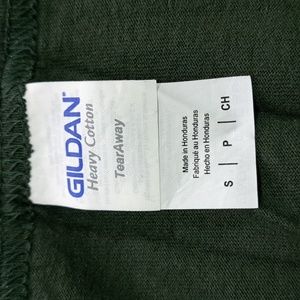 GILDAN®
Heavy Cotton
TearAway
Made in Honduras
Fabriqué au Honduras
Hecho en Honduras
S | P | CH